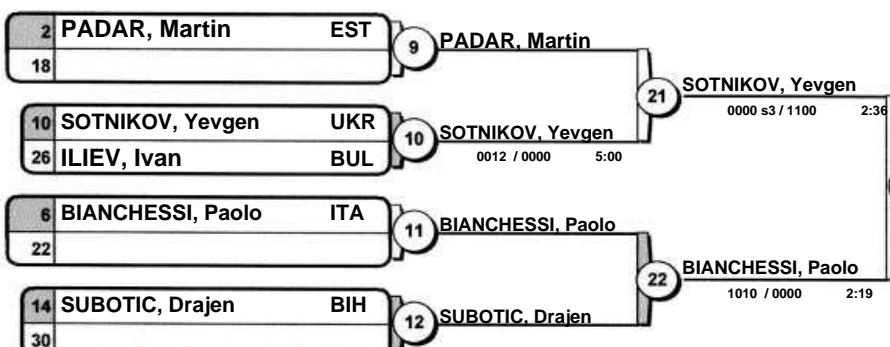 2 PADAR, Martin EST
18
9 PADAR, Martin
10 SOTNIKOV, Yevgen UKR
26 ILIEV, Ivan BUL
10 SOTNIKOV, Yevgen
0012 / 0000 5:00
21 SOTNIKOV, Yevgen
0000 s3 / 1100 2:36
6 BIANCHESSI, Paolo ITA
22
11 BIANCHESSI, Paolo
14 SUBOTIC, Drajen BIH
30
12 SUBOTIC, Drajen
22 BIANCHESSI, Paolo
1010 / 0000 2:19